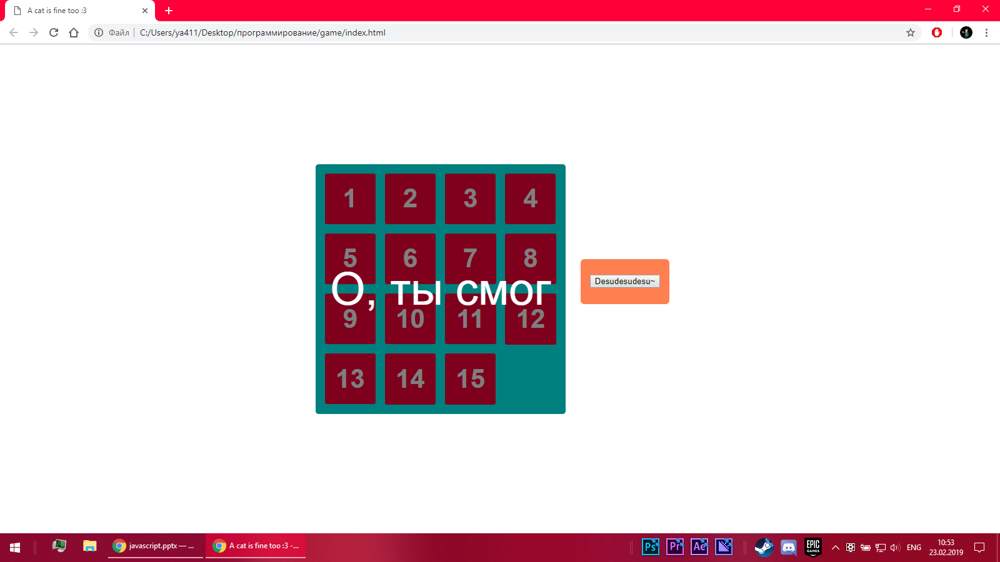 A cat is fine too :3
Файл
C:/Users/ya411/Desktop/программирование/game/index.html
1 2 3 4
5 6 7 8
О, ты смог
9 10 11 12
13 14 15
Desudesudesu~
javascript.pptx — ...
A cat is fine too :3 -...
Ps Pr Ae
EPIC
GAMES
ENG
10:53
23.02.2019